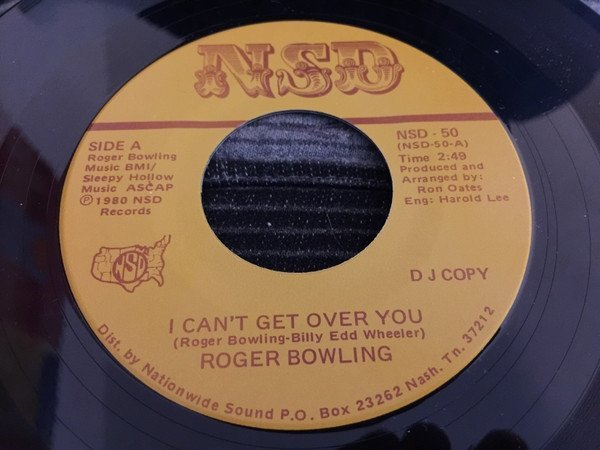 NSD
SIDE A
Roger Bowling
Music BMI/
Sleepy Hollow
Music ASCAP
Ⓟ 1980 NSD
Records
NSD - 50
(NSD-50-A)
Time 2:49
Produced and
Arranged by:
Ron Oates
Eng: Harold Lee
NSD
D J COPY
I CAN'T GET OVER YOU
(Roger Bowling-Billy Edd Wheeler)
ROGER BOWLING
Dist. by Nationwide Sound P.O. Box 23262 Nash. Tn. 37212